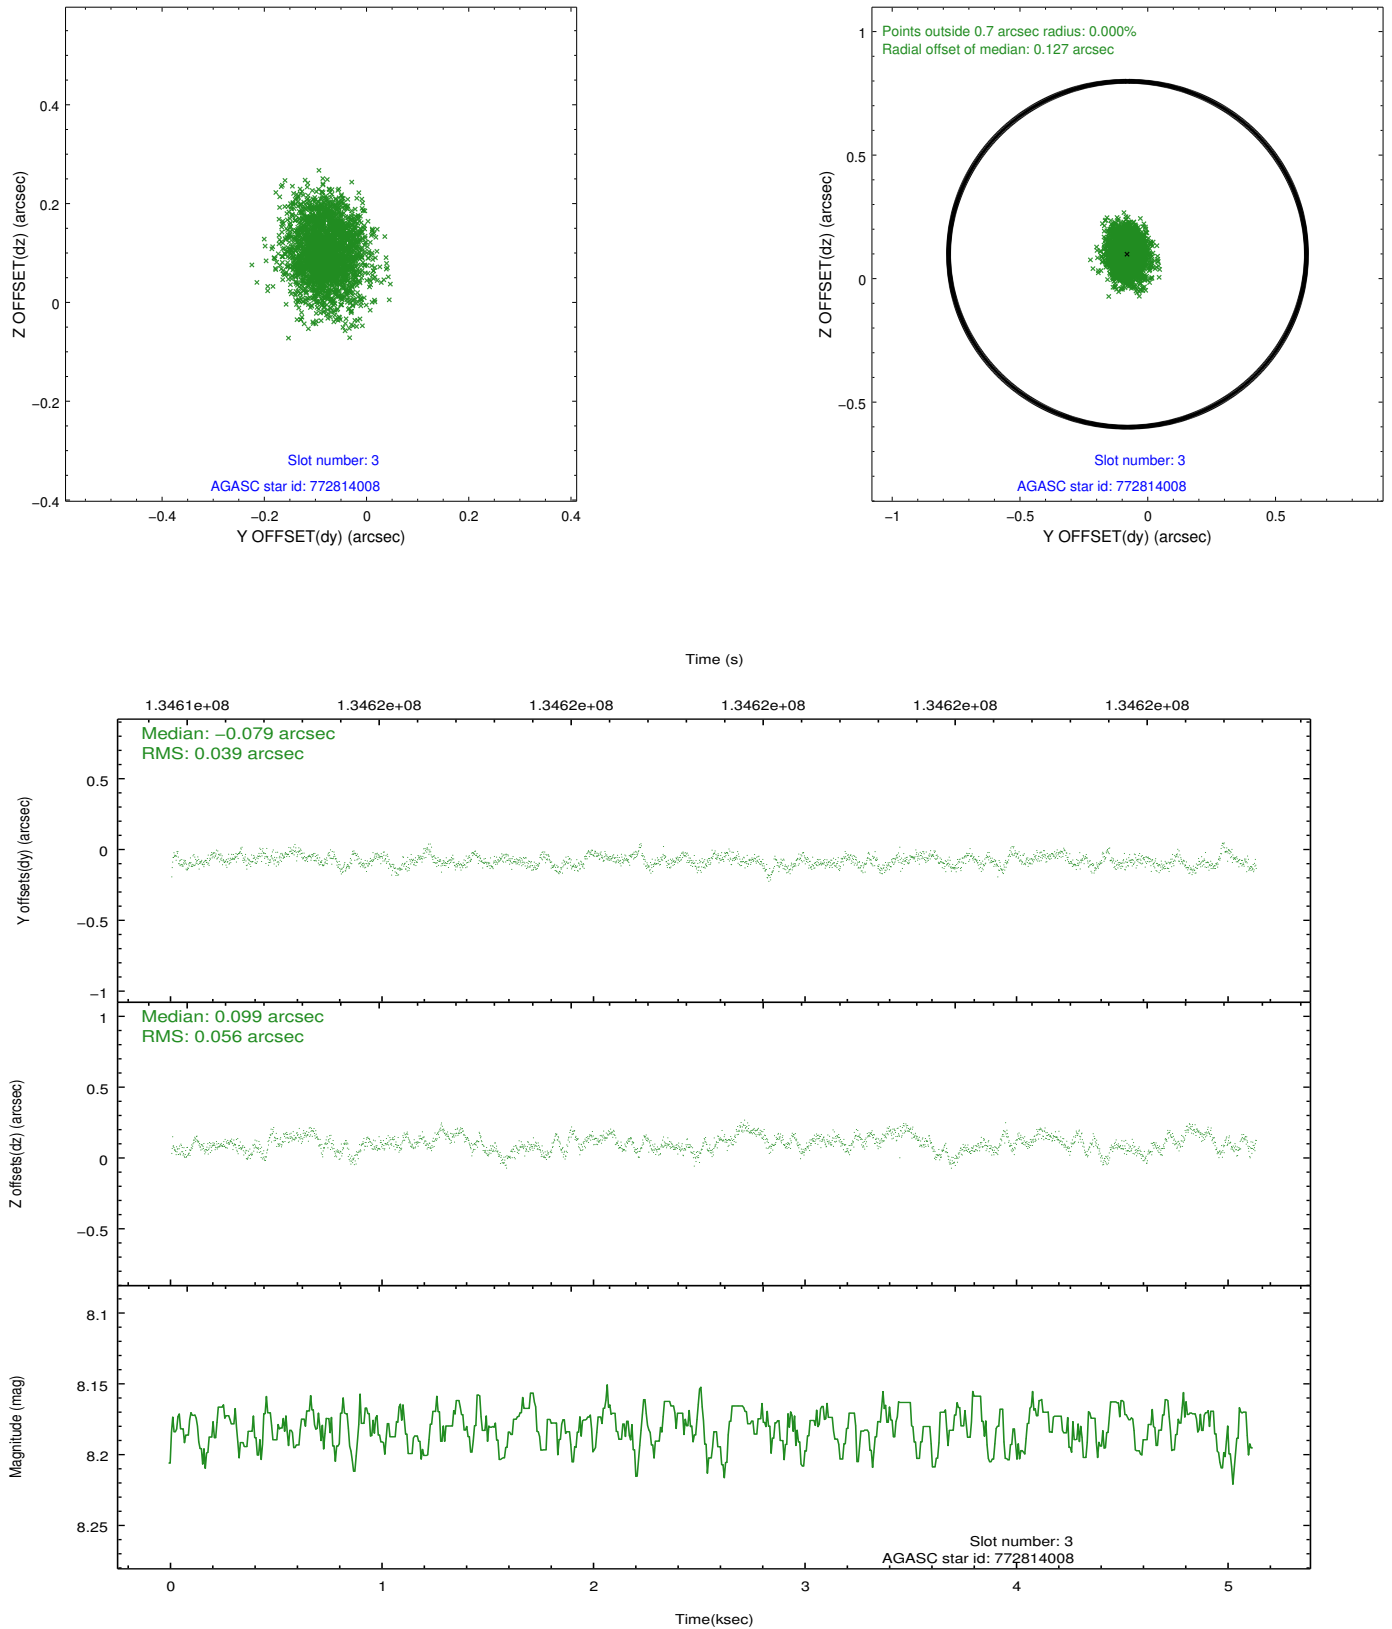 0.4
0.2
0
−0.2
−0.4
Z OFFSET(dz) (arcsec)
Slot number: 3
AGASC star id: 772814008
−0.4
−0.2
0
0.2
0.4
Y OFFSET(dy) (arcsec)
Points outside 0.7 arcsec radius: 0.000%
Radial offset of median: 0.127 arcsec
1
0.5
0
−0.5
Z OFFSET(dz) (arcsec)
Slot number: 3
AGASC star id: 772814008
−1
−0.5
0
0.5
Y OFFSET(dy) (arcsec)
Time (s)
1.3461e+08
1.3462e+08
1.3462e+08
1.3462e+08
1.3462e+08
1.3462e+08
Median: −0.079 arcsec
RMS: 0.039 arcsec
0.5
0
−0.5
−1
Y offsets(dy) (arcsec)
Median: 0.099 arcsec
RMS: 0.056 arcsec
1
0.5
0
−0.5
Z offsets(dz) (arcsec)
8.1
8.15
8.2
8.25
Magnitude (mag)
Slot number: 3
AGASC star id: 772814008
0
1
2
3
4
5
Time(ksec)